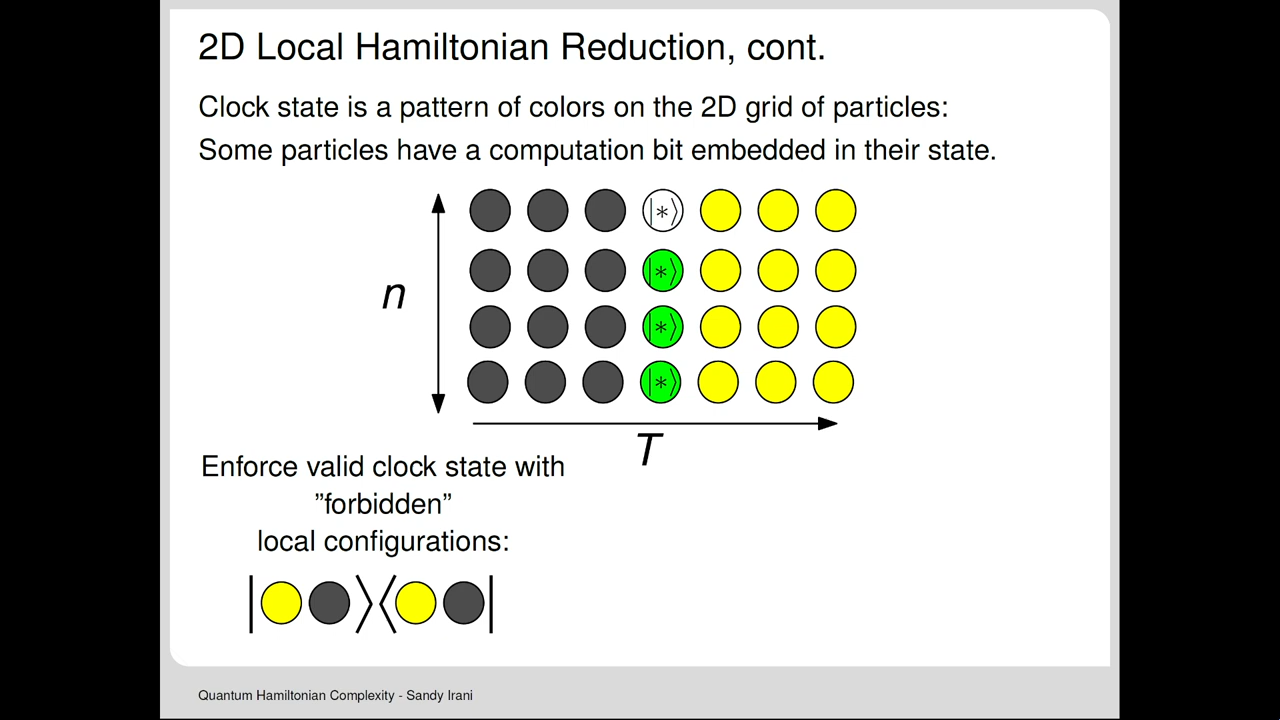 2D Local Hamiltonian Reduction, cont.
Clock state is a pattern of colors on the 2D grid of particles:
Some particles have a computation bit embedded in their state.
|*⟩
|*⟩
n
|*⟩
|*⟩
T
Enforce valid clock state with
”forbidden”
local configurations:
| ⟩⟨ |
Quantum Hamiltonian Complexity - Sandy Irani